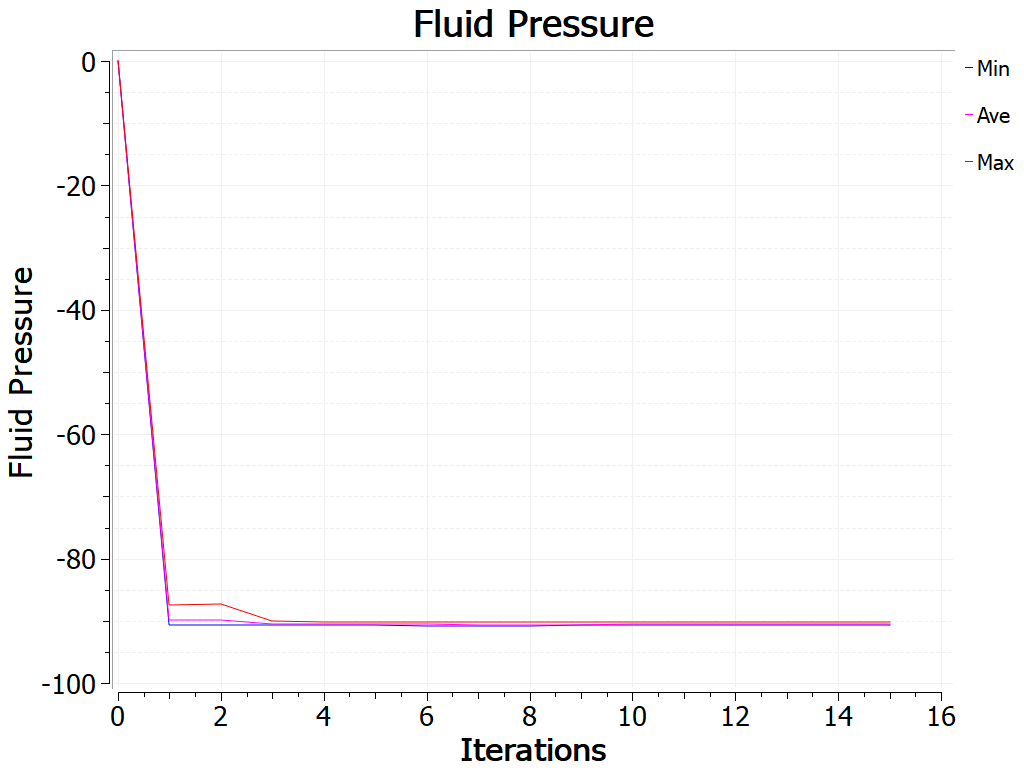 Fluid Pressure
0
-20
-40
-60
-80
-100
Fluid Pressure
0 2 4 6 8 10 12 14 16
Iterations
Min
Ave
Max